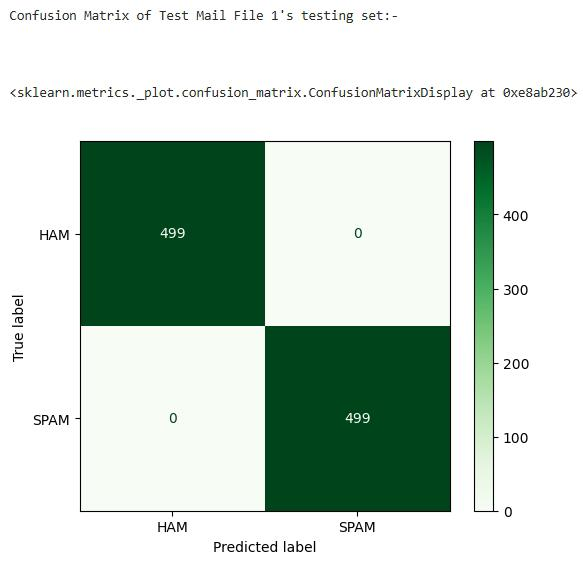 Confusion Matrix of Test Mail File 1's testing set:-
<sklearn.metrics._plot.confusion_matrix.ConfusionMatrixDisplay at 0xe8ab230>
HAM
499
0
400
300
True label
200
SPAM
0
499
100
0
HAM
SPAM
Predicted label